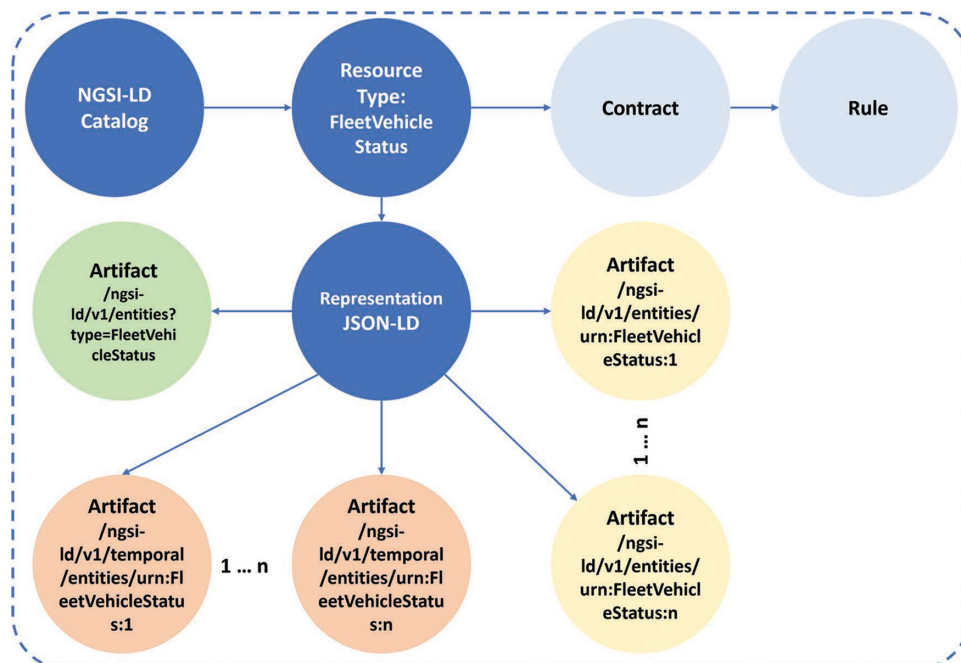 NGSI-LD
Catalog
Resource
Type:
FleetVehicle
Status
Contract
Rule
Artifact
/ngsi-
ld/v1/entities?
type=FleetVehi
cleStatus
Representation
JSON-LD
Artifact
/ngsi-
ld/v1/entities/
urn:FleetVehicl
eStatus:1
1 ... n
Artifact
/ngsi-
ld/v1/temporal
/entities/urn:Fl
eetVehicleStatu
s:1
1 ... n
Artifact
/ngsi-
ld/v1/temporal
/entities/urn:Fl
eetVehicleStatu
s:n
Artifact
/ngsi-
ld/v1/entities/
urn:FleetVehicl
eStatus:n